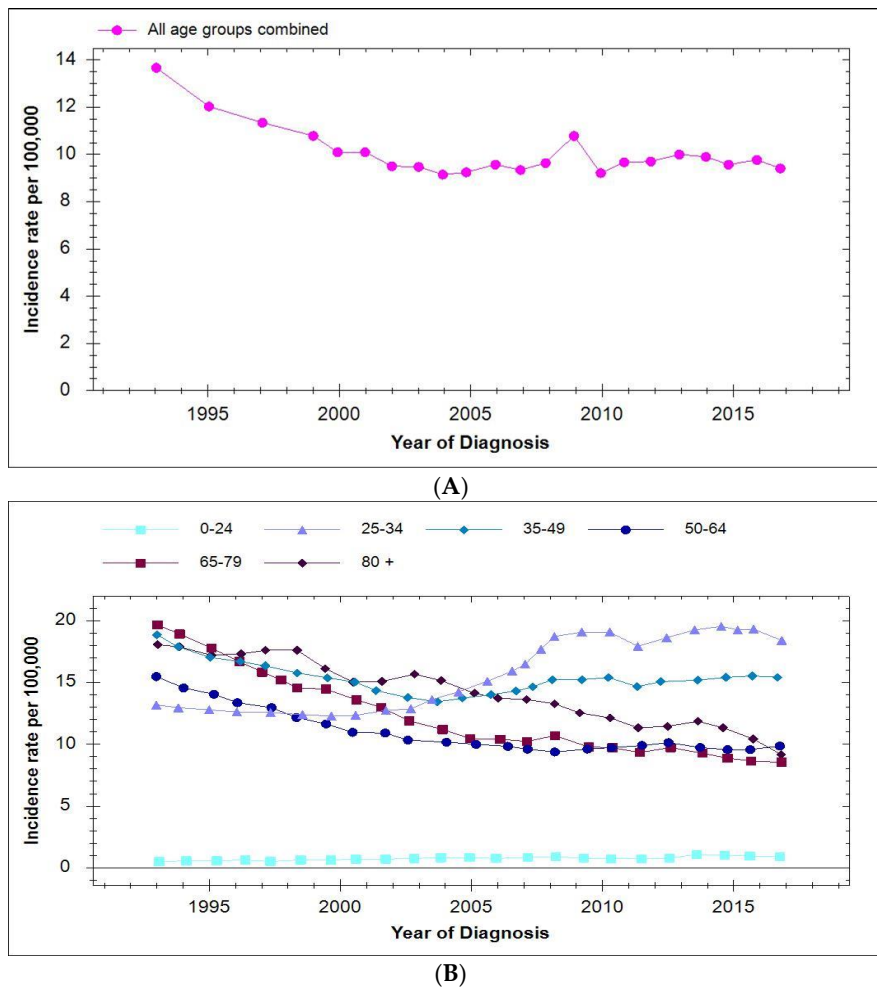 All age groups combined
14
12
10
8
6
4
2
0
Incidence rate per 100,000
1995 2000 2005 2010 2015
Year of Diagnosis
(A)
0-24 25-34 35-49 50-64
65-79 80 +
20
15
10
5
0
Incidence rate per 100,000
1995 2000 2005 2010 2015
Year of Diagnosis
(B)